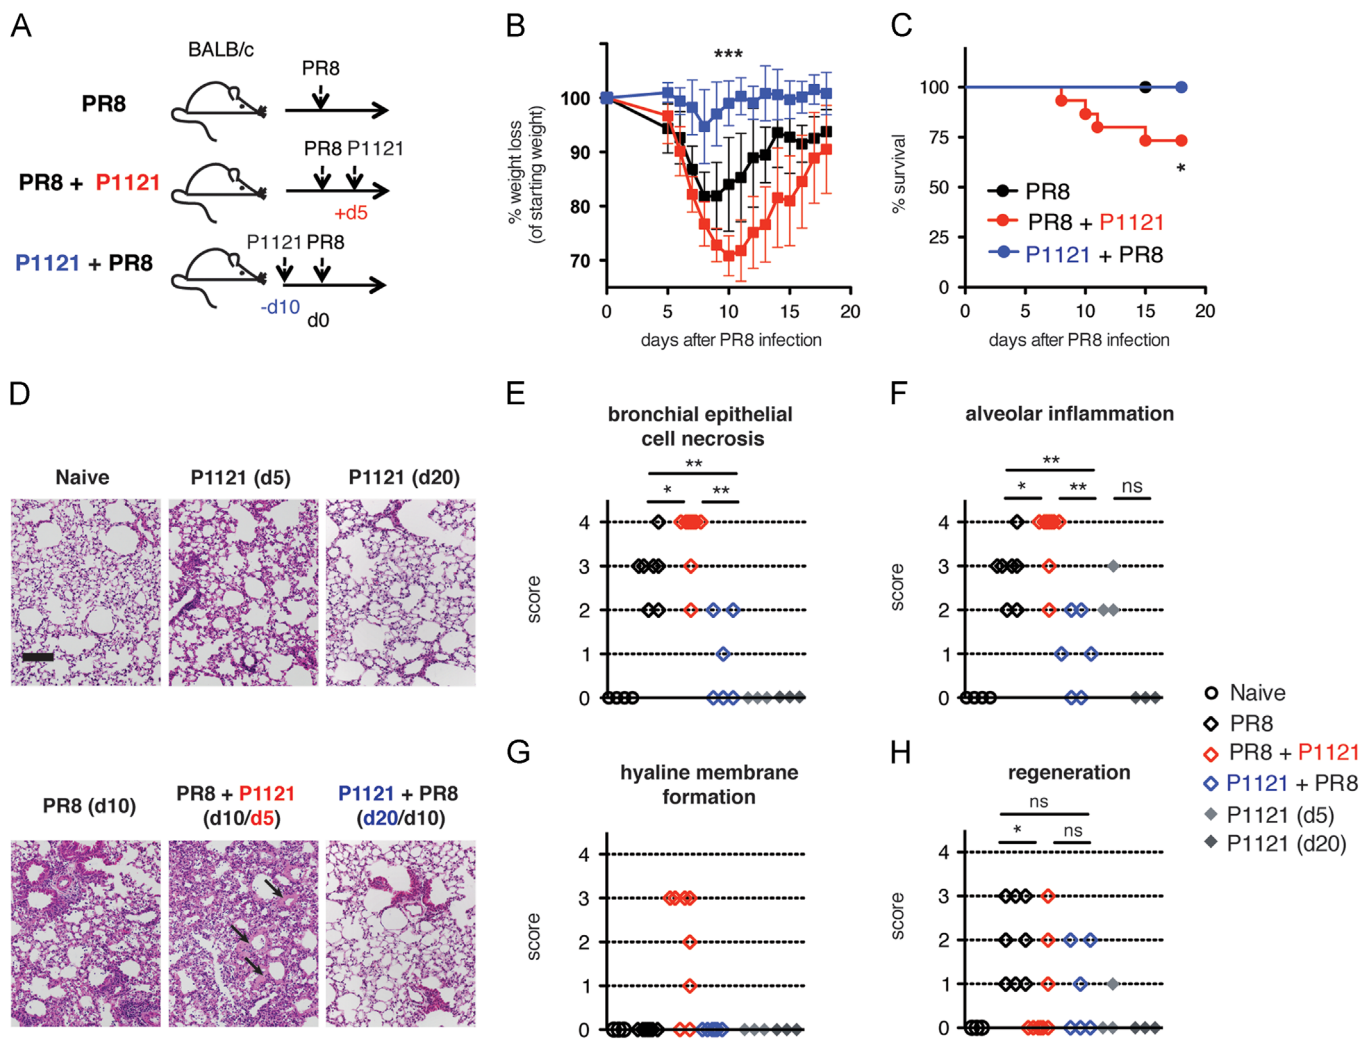 A
BALB/c
PR8
PR8
PR8 + P1121
PR8 P1121
+d5
P1121 + PR8
P1121 PR8
-d10
d0
B
***
% weight loss
(of starting weight)
100
90
80
70
0 5 10 15 20
days after PR8 infection
C
% survival
100
75
50
25
0
*
PR8
PR8 + P1121
P1121 + PR8
0 5 10 15 20
days after PR8 infection
D
Naive
P1121 (d5)
P1121 (d20)
PR8 (d10)
PR8 + P1121
(d10/d5)
P1121 + PR8
(d20/d10)
E
bronchial epithelial
cell necrosis
**
* **
score
4
3
2
1
0
F
alveolar inflammation
**
* ** ns
score
4
3
2
1
0
G
hyaline membrane
formation
score
4
3
2
1
0
H
regeneration
ns
* ns
score
4
3
2
1
0
Naive
PR8
PR8 + P1121
P1121 + PR8
P1121 (d5)
P1121 (d20)